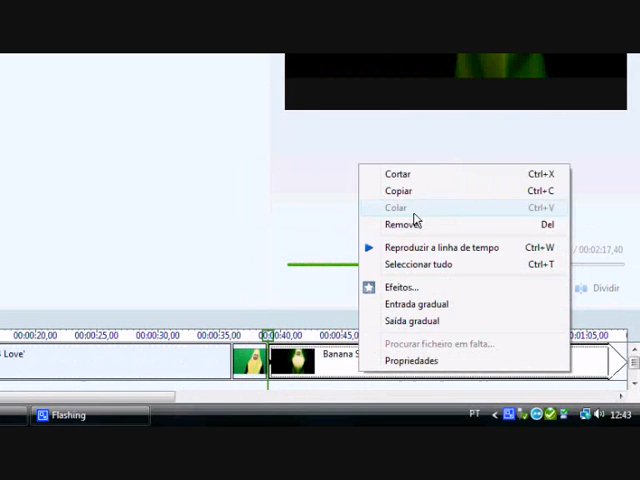 Cortar Ctrl+X
Copiar Ctrl+C
Colar Ctrl+V
Remover Del
/ 00:02:17,40
Reproduzir a linha de tempo Ctrl+W
Seleccionar tudo Ctrl+T
Efeitos...
Dividir
Entrada gradual
Saída gradual
00:00:20,00 00:00:25,00 00:00:30,00 00:00:35,00 00:00:40,00 00:00:45, 00:01:05,00
Procurar ficheiro em falta...
Love' Banana S
Propriedades
Flashing PT 12:43